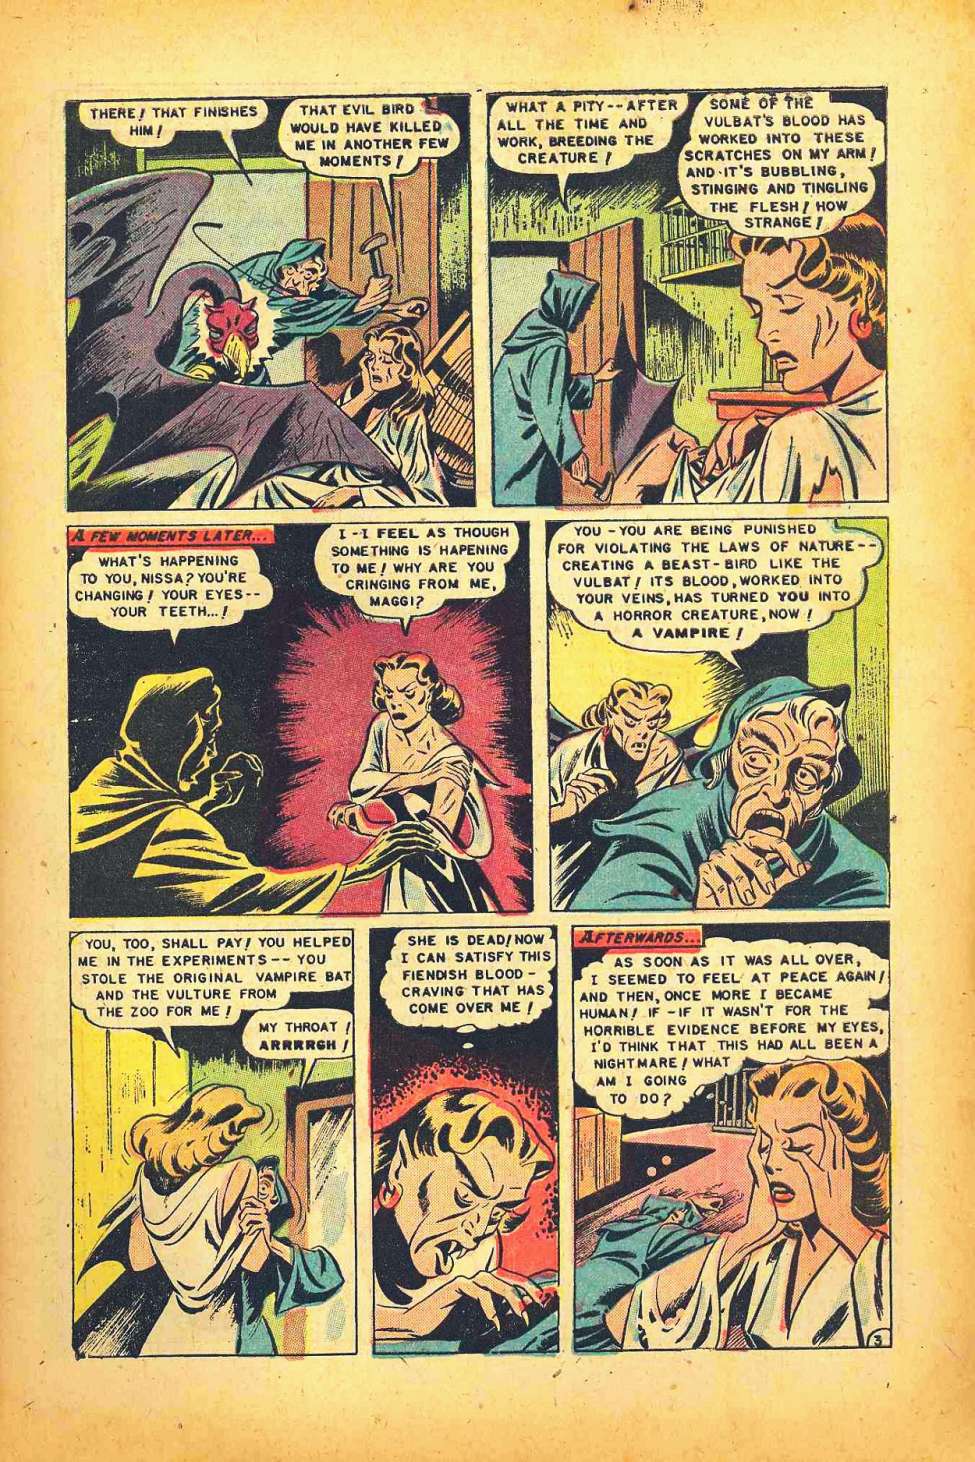 THERE! THAT FINISHES
HIM!
THAT EVIL BIRD
WOULD HAVE KILLED
ME IN ANOTHER FEW
MOMENTS!
WHAT A PITY--AFTER
ALL THE TIME AND
WORK, BREEDING THE
CREATURE!
SOME OF THE
VULBAT'S BLOOD HAS
WORKED INTO THESE
SCRATCHES ON MY ARM!
AND IT'S BUBBLING,
STINGING AND TINGLING
THE FLESH! HOW
STRANGE!
A FEW MOMENTS LATER...
WHAT'S HAPPENING
TO YOU, NISSA? YOU'RE
CHANGING! YOUR EYES--
YOUR TEETH...!
I-I FEEL AS THOUGH
SOMETHING IS HAPENING
TO ME! WHY ARE YOU
CRINGING FROM ME,
MAGGI?
YOU-YOU ARE BEING PUNISHED
FOR VIOLATING THE LAWS OF NATURE--
CREATING A BEAST-BIRD LIKE THE
VULBAT! ITS BLOOD, WORKED INTO
YOUR VEINS, HAS TURNED YOU INTO
A HORROR CREATURE, NOW!
A VAMPIRE!
YOU, TOO, SHALL PAY! YOU HELPED
ME IN THE EXPERIMENTS--YOU
STOLE THE ORIGINAL VAMPIRE BAT
AND THE VULTURE FROM
THE ZOO FOR ME!
MY THROAT!
ARRRRGH!
SHE IS DEAD! NOW
I CAN SATISFY THIS
FIENDISH BLOOD-
CRAVING THAT HAS
COME OVER ME!
AFTERWARDS...
AS SOON AS IT WAS ALL OVER,
I SEEMED TO FEEL AT PEACE AGAIN!
AND THEN, ONCE MORE I BECAME
HUMAN! IF-IF IT WASN'T FOR THE
HORRIBLE EVIDENCE BEFORE MY EYES,
I'D THINK THAT THIS HAD ALL BEEN A
NIGHTMARE! WHAT
AM I GOING
TO DO?
3